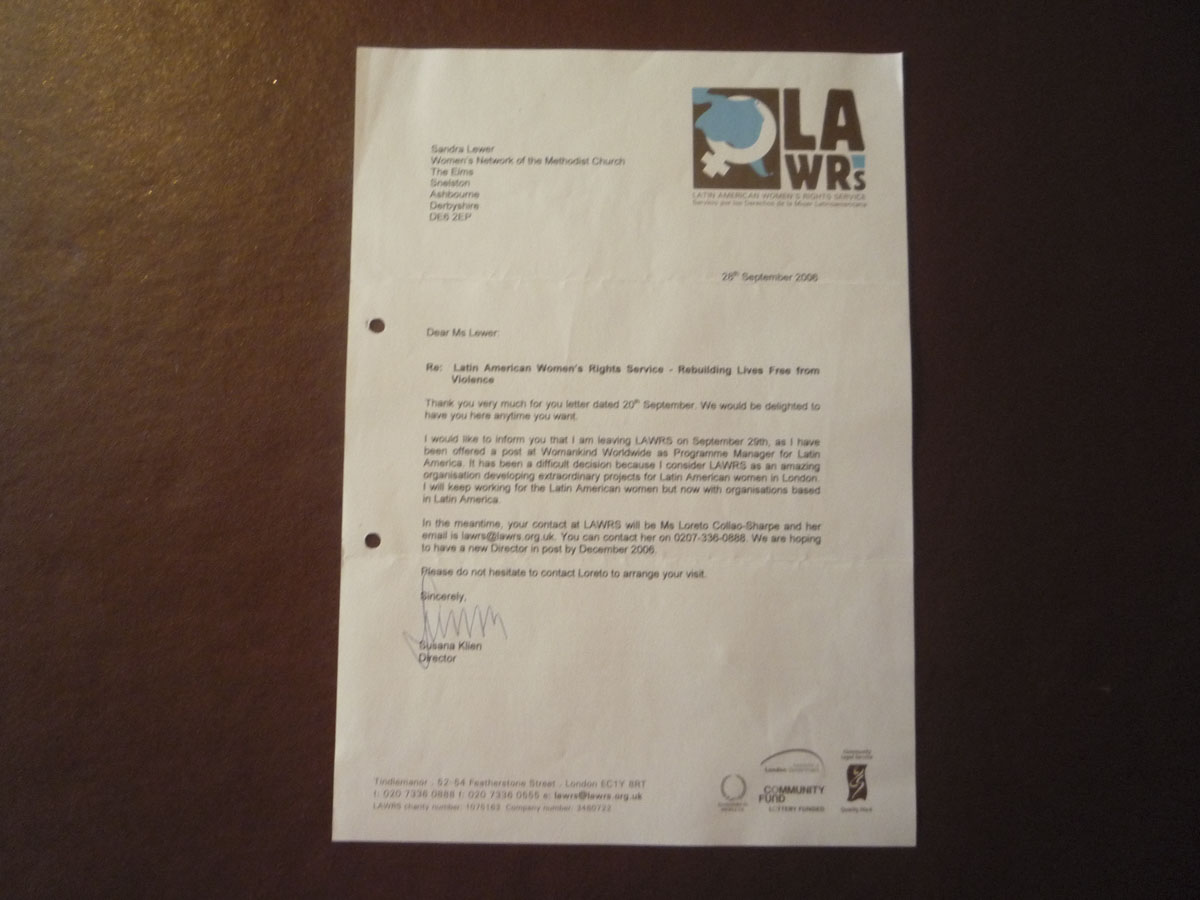 LA
WRs
LATIN AMERICAN WOMEN'S RIGHTS SERVICE
Servicio por los Derechos de la Mujer Latinoamericana
Sandra Lewer
Women's Network of the Methodist Church
The Elms
Snelston
Ashbourne
Derbyshire
DE6 2EP
28th September 2006
Dear Ms Lewer:
Re: Latin American Women's Rights Service - Rebuilding Lives Free from
Violence
Thank you very much for you letter dated 20th September. We would be delighted to
have you here anytime you want.
I would like to inform you that I am leaving LAWRS on September 29th, as I have
been offered a post at Womankind Worldwide as Programme Manager for Latin
America. It has been a difficult decision because I consider LAWRS as an amazing
organisation developing extraordinary projects for Latin American women in London.
I will keep working for the Latin American women but now with organisations based
in Latin America.
In the meantime, your contact at LAWRS will be Ms Loreto Collao-Sharpe and her
email is lawrs@lawrs.org.uk. You can contact her on 0207-336-0888. We are hoping
to have a new Director in post by December 2006.
Please do not hesitate to contact Loreto to arrange your visit.
Sincerely,
Susana Klien
Director
Tindlemanor . 52-54 Featherstone Street . London EC1Y 8RT
t: 020 7336 0888 f: 020 7336 0555 e: lawrs@lawrs.org.uk
LAWRS charity number: 1075163 Company number: 3460722
London
COMMUNITY
FUND
LOTTERY FUNDED
Community
Legal Service
Quality Mark